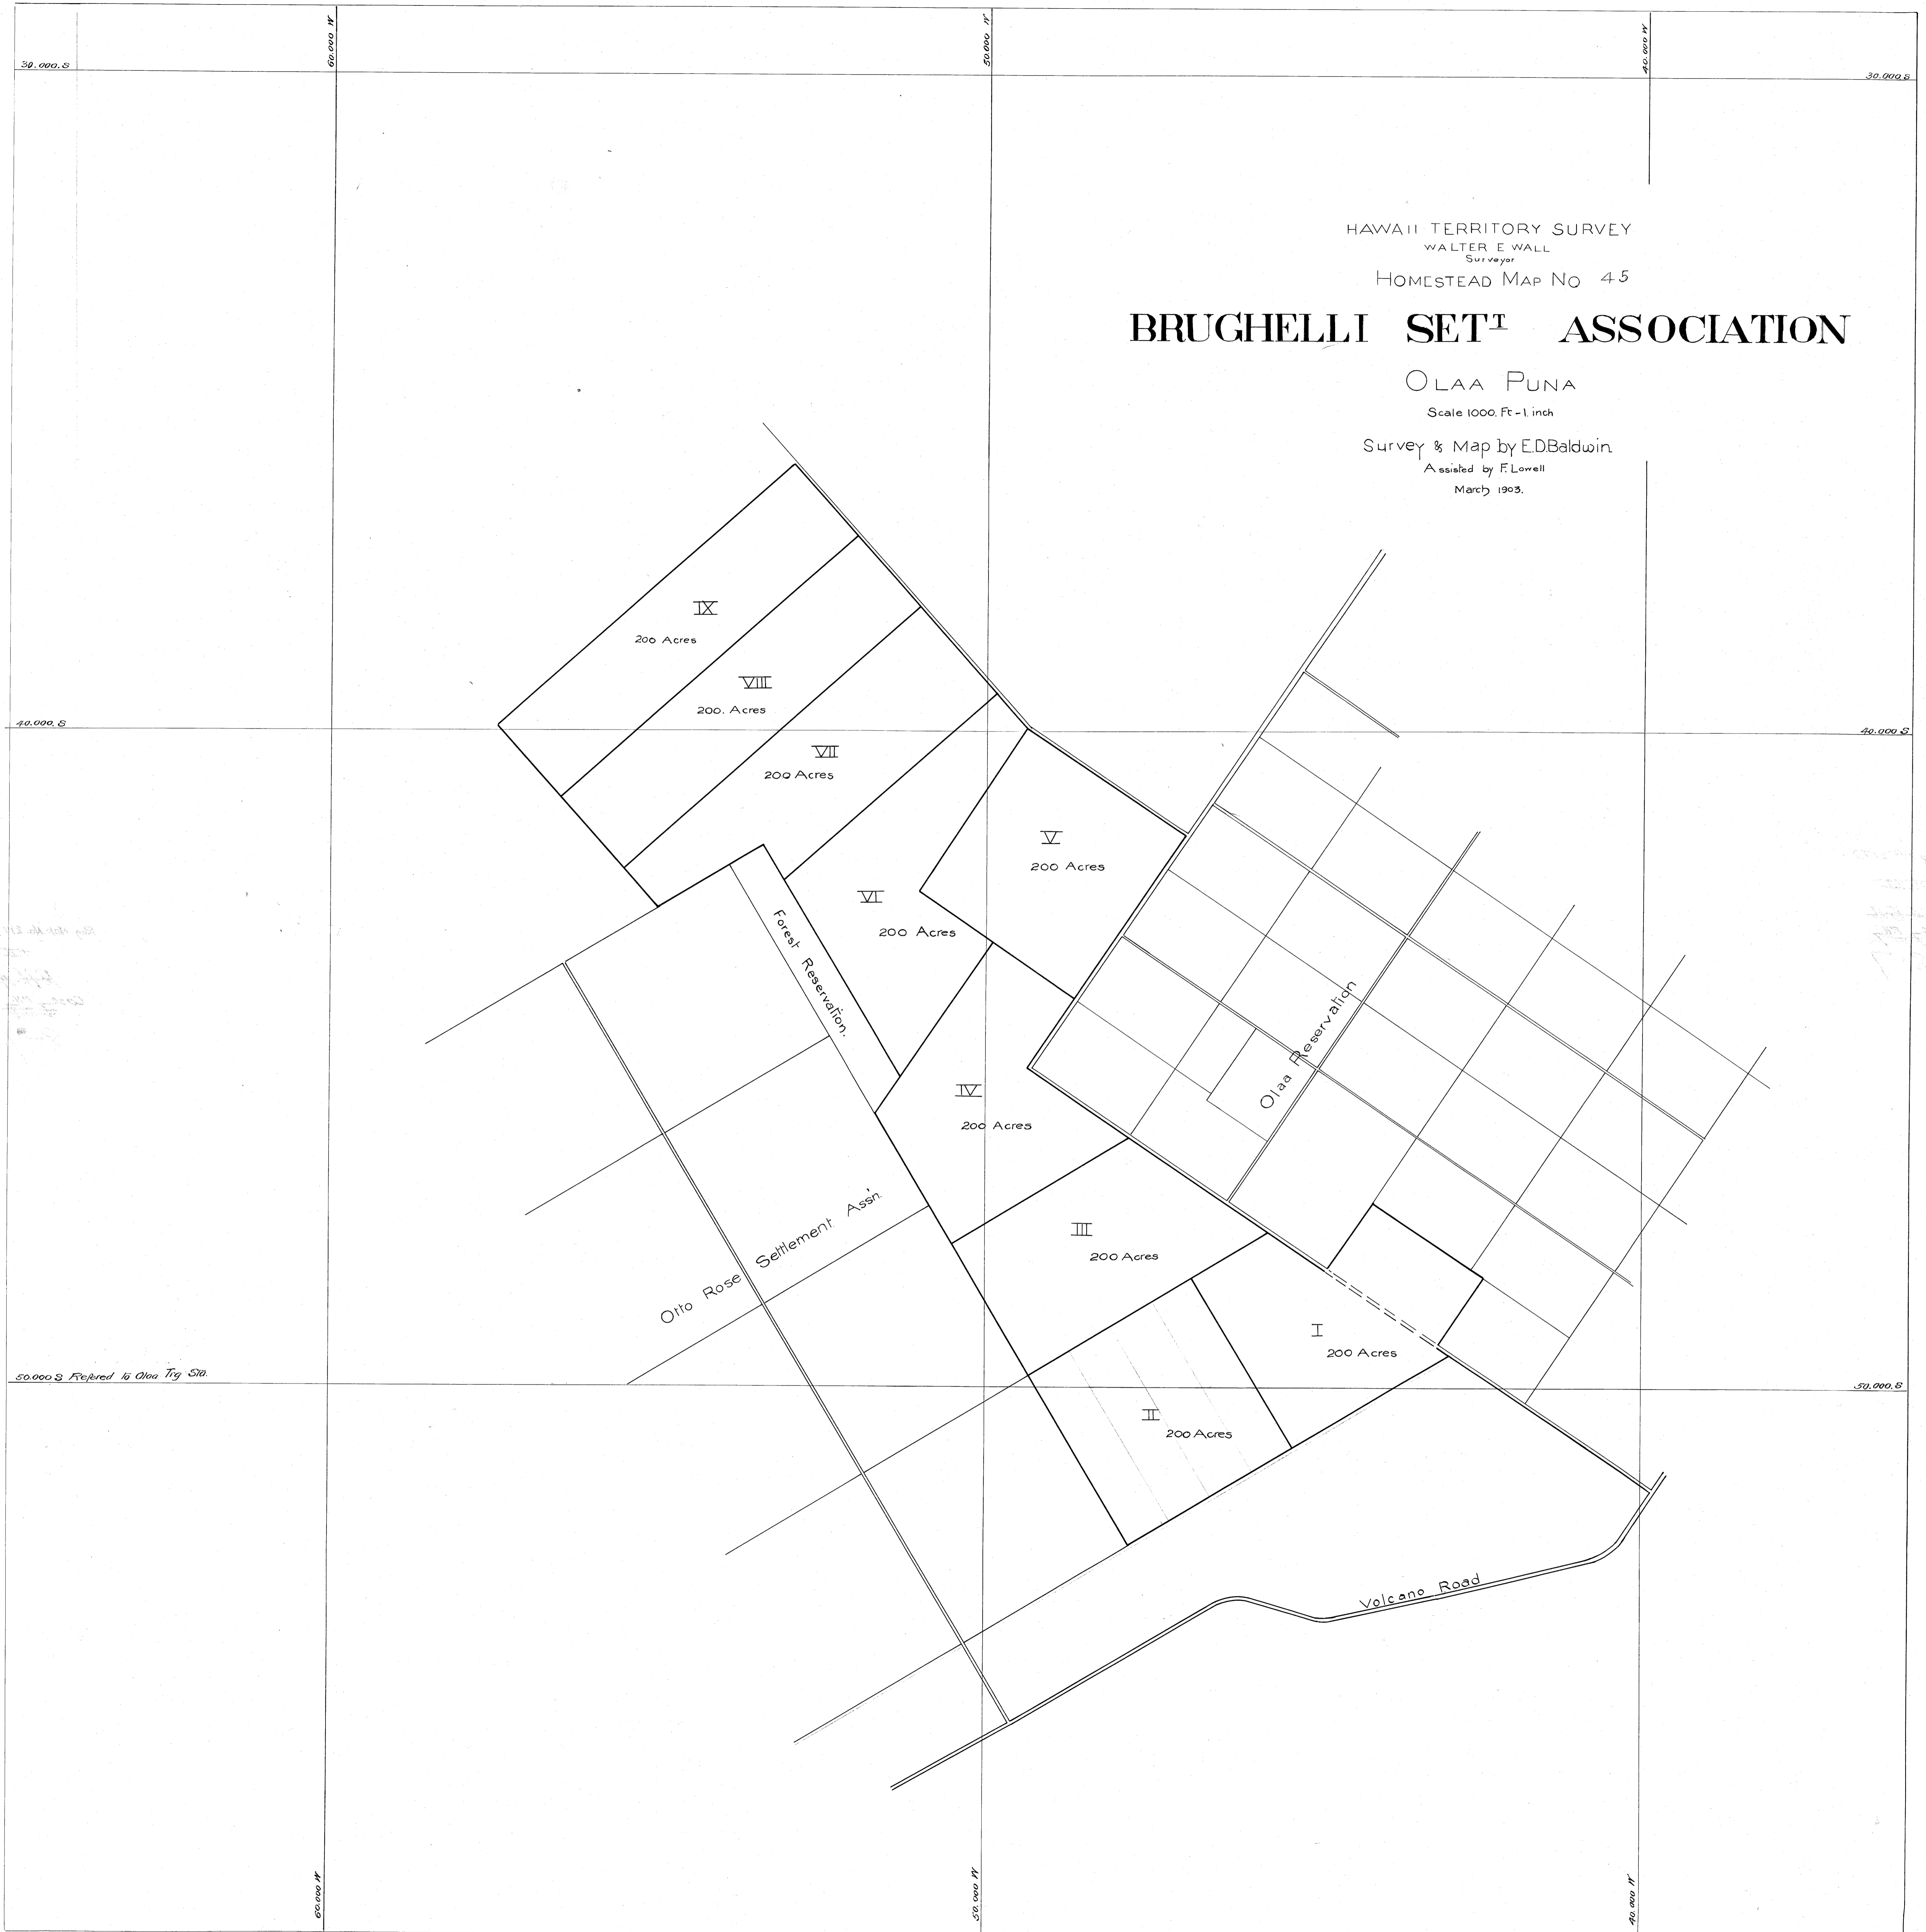 60.000 W
50.000 W
40.000 W
30.000.S
30.000 S
HAWAII TERRITORY SURVEY
WALTER E WALL
Surveyor
HOMESTEAD MAP NO 45
BRUGHELLI SETT ASSOCIATION
OLAA PUNA
Scale 1000. Ft - 1. inch
Survey & Map by E.D.Baldwin
Assisted by F. Lowell
March 1903.
IX
200 Acres
VIII
200. Acres
40.000. S
40.000 S
VII
200 Acres
V
200 Acres
VI
200 Acres
Forest Reservation.
Olaa Reservation
IV
200 Acres
Otto Rose Settlement Ass'n.
III
200 Acres
I
200 Acres
50.000 S Refered to Olaa Trg Sta.
50.000.S
II
200 Acres
Volcano Road
60.000 W
50.000 W
40.000 W